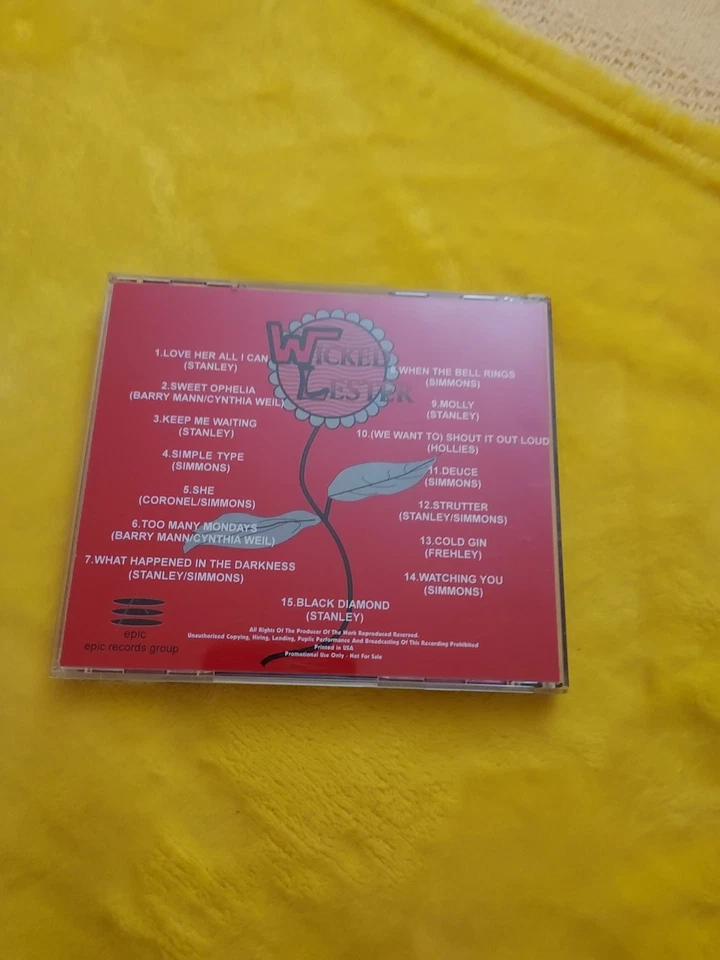 WICKED
LESTER
1.LOVE HER ALL I CAN
(STANLEY)
2.SWEET OPHELIA
(BARRY MANN/CYNTHIA WEIL)
3.KEEP ME WAITING
(STANLEY)
4.SIMPLE TYPE
(SIMMONS)
5.SHE
(CORONEL/SIMMONS)
6.TOO MANY MONDAYS
(BARRY MANN/CYNTHIA WEIL)
7.WHAT HAPPENED IN THE DARKNESS
(STANLEY/SIMMONS)
8.WHEN THE BELL RINGS
(SIMMONS)
9.MOLLY
(STANLEY)
10.(WE WANT TO) SHOUT IT OUT LOUD
(HOLLIES)
11.DEUCE
(SIMMONS)
12.STRUTTER
(STANLEY/SIMMONS)
13.COLD GIN
(FREHLEY)
14.WATCHING YOU
(SIMMONS)
15.BLACK DIAMOND
(STANLEY)
epic
epic records group
All Rights Of The Producer Of The Work Reproduced Reserved.
Unauthorised Copying, Hiring, Lending, Puplic Performance And Broadcasting Of This Recording Prohibited
Printed in USA
Promotional Use Only - Not For Sale